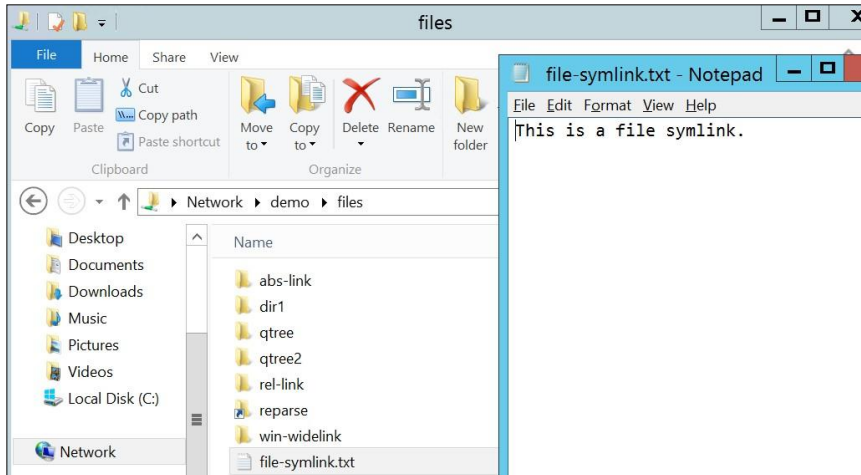 files
File Home Share View
Copy
Paste
Cut
Copy path
Paste shortcut
Clipboard
Move to
Copy to
Delete
Rename
Organize
New folder
Network demo files
Desktop
Documents
Downloads
Music
Pictures
Videos
Local Disk (C:)
Network
Name
abs-link
dir1
qtree
qtree2
rel-link
reparse
win-widelink
file-symlink.txt
file-symlink.txt - Notepad
File Edit Format View Help
This is a file symlink.